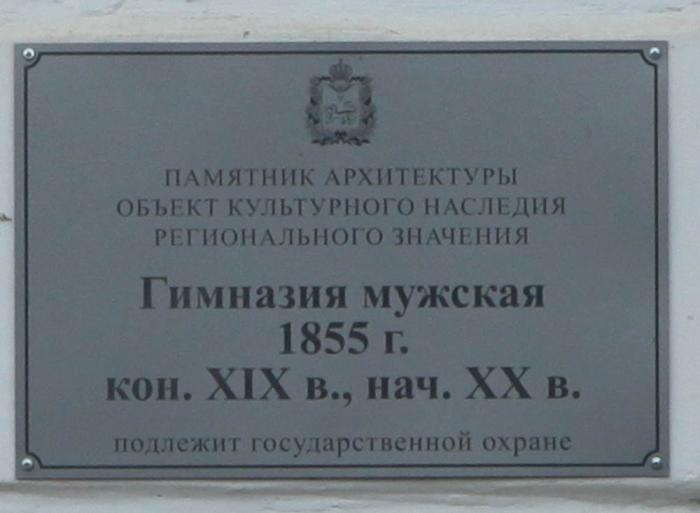 ПАМЯТНИК АРХИТЕКТУРЫ
ОБЪЕКТ КУЛЬТУРНОГО НАСЛЕДИЯ
РЕГИОНАЛЬНОГО ЗНАЧЕНИЯ
Гимназия мужская
1855 г.
кон. XIX в., нач. XX в.
подлежит государственной охране